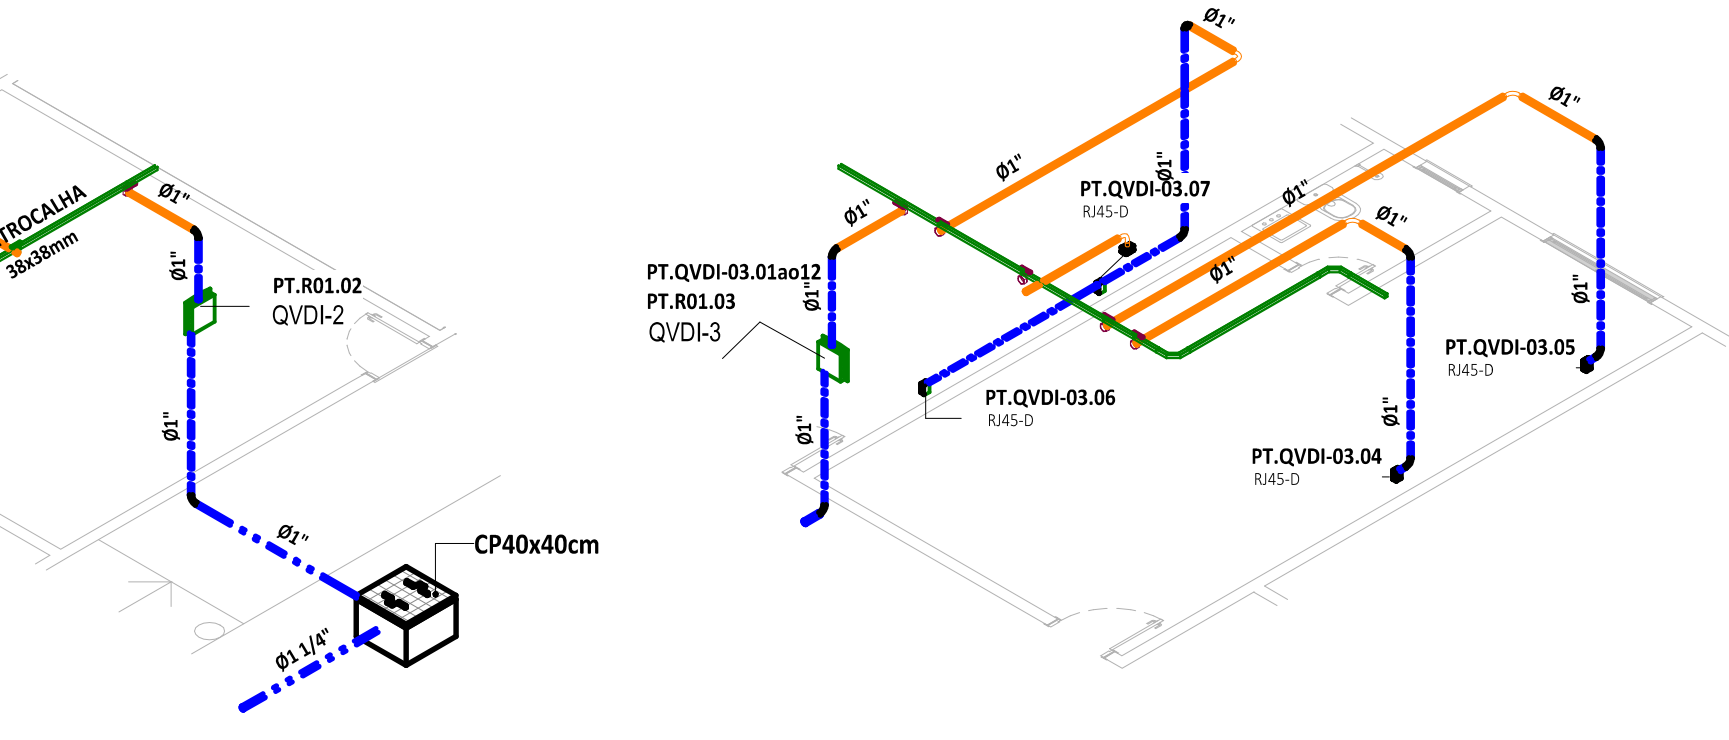 TROCALHA
38x38mm
Ø1"
Ø1"
PT.R01.02
QVDI-2
Ø1"
Ø1"
CP40x40cm
Ø1 1/4"
Ø1"
Ø1"
Ø1"
Ø1"
PT.QVDI-03.07
RJ45-D
Ø1"
PT.QVDI-03.01ao12
PT.R01.03
QVDI-3
Ø1"
Ø1"
PT.QVDI-03.06
RJ45-D
Ø1"
Ø1"
Ø1"
Ø1"
Ø1"
PT.QVDI-03.05
RJ45-D
Ø1"
PT.QVDI-03.04
RJ45-D